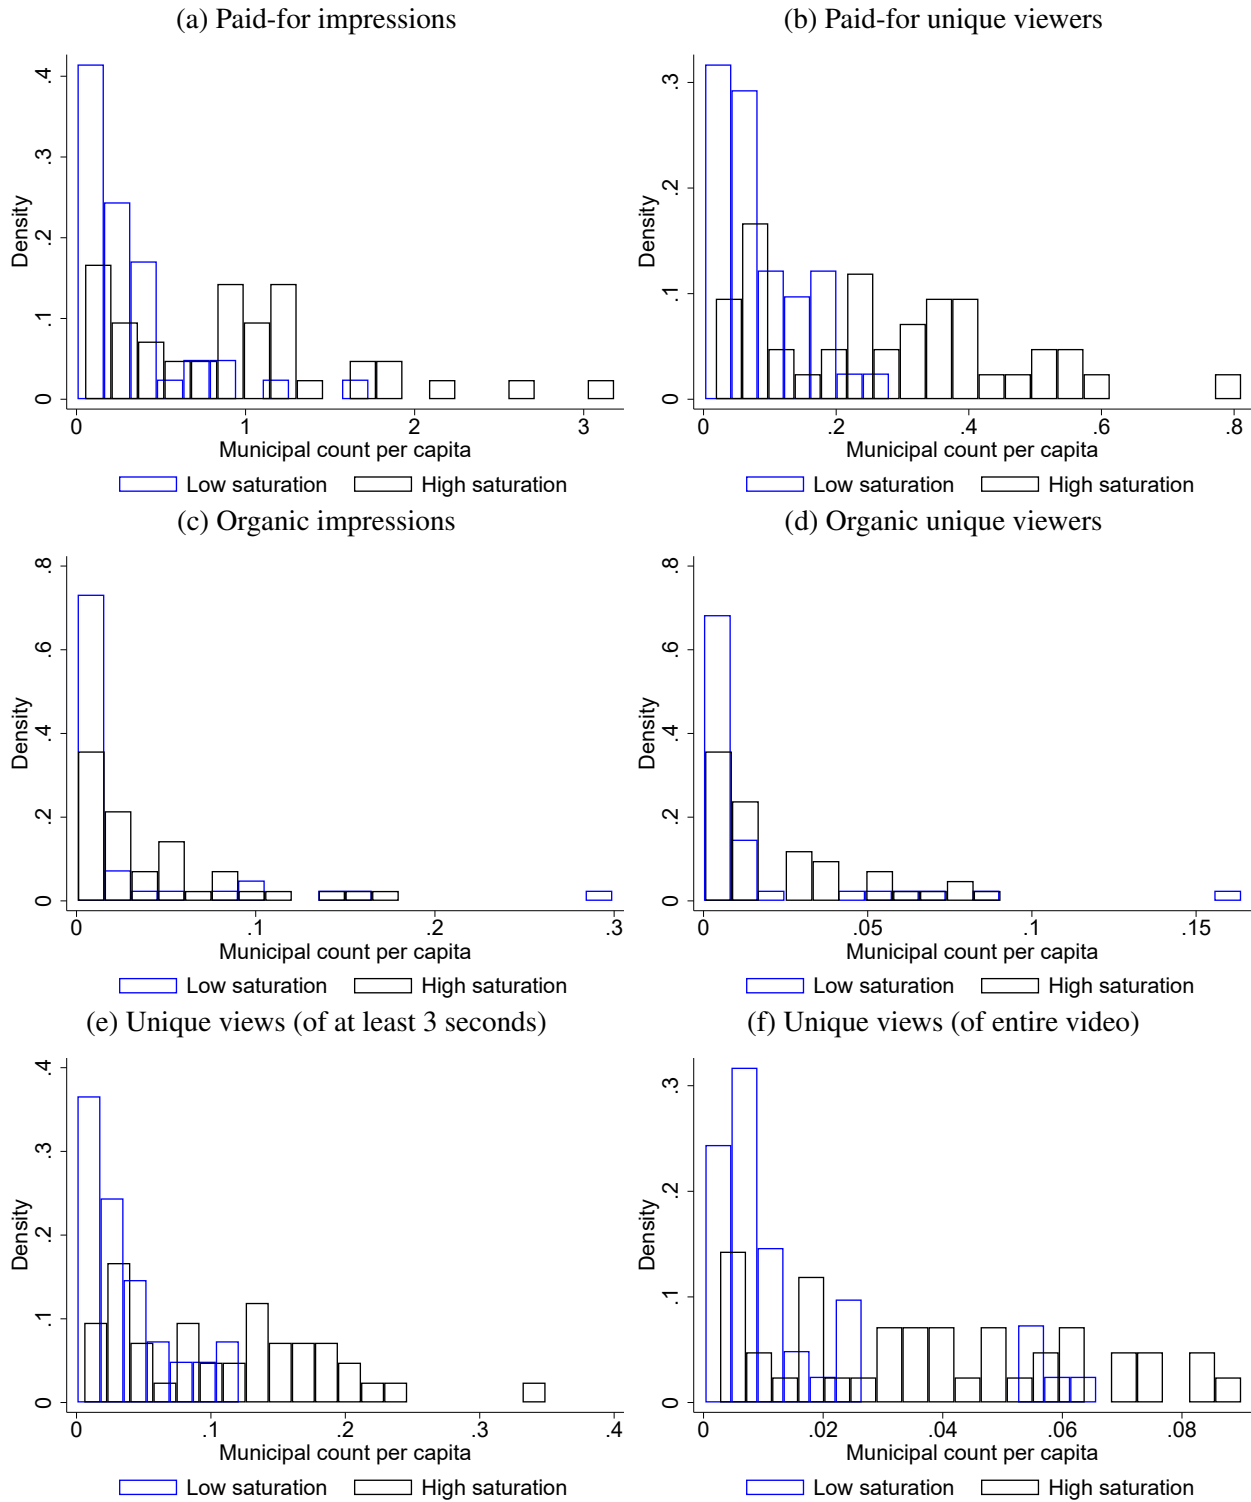 (a) Paid-for impressions
Density
0 .1 .2 .3 .4
0 1 2 3
Municipal count per capita
Low saturation High saturation
(b) Paid-for unique viewers
Density
0 .1 .2 .3
0 .2 .4 .6 .8
Municipal count per capita
Low saturation High saturation
(c) Organic impressions
Density
0 .2 .4 .6 .8
0 .1 .2 .3
Municipal count per capita
Low saturation High saturation
(d) Organic unique viewers
Density
0 .2 .4 .6 .8
0 .05 .1 .15
Municipal count per capita
Low saturation High saturation
(e) Unique views (of at least 3 seconds)
Density
0 .1 .2 .3 .4
0 .1 .2 .3 .4
Municipal count per capita
Low saturation High saturation
(f) Unique views (of entire video)
Density
0 .1 .2 .3
0 .02 .04 .06 .08
Municipal count per capita
Low saturation High saturation